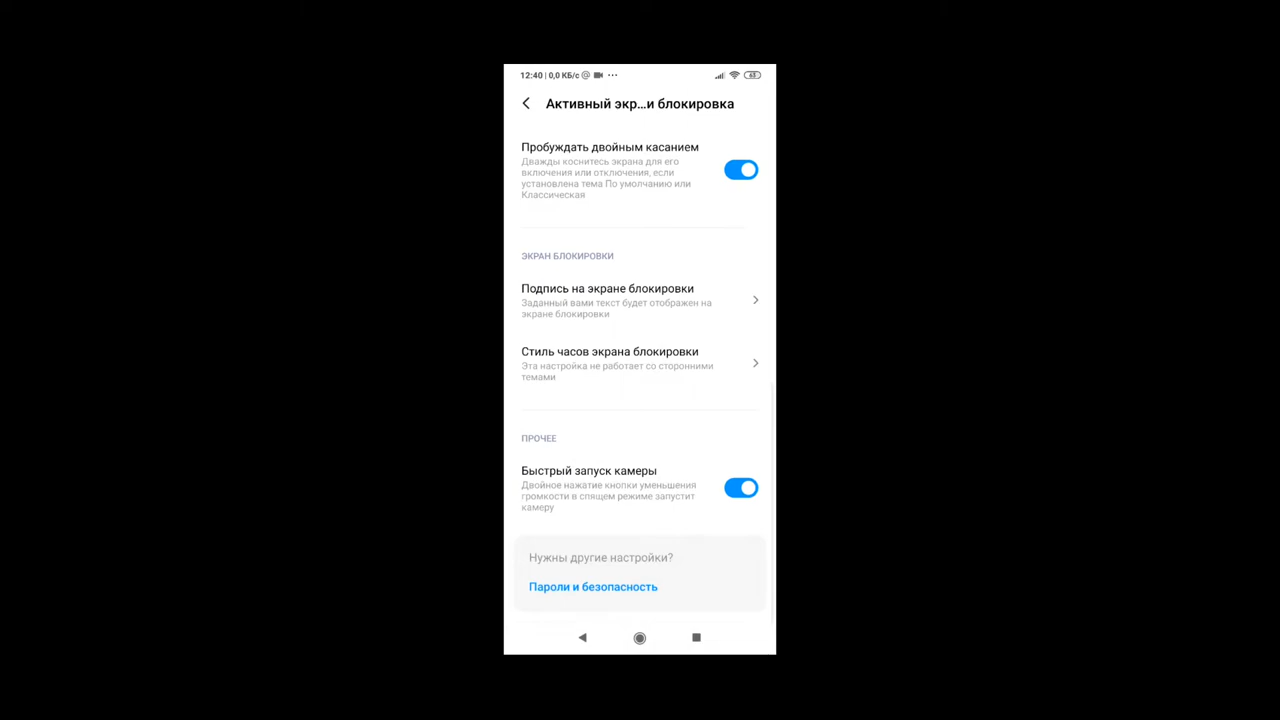 12:40 | 0,0 КБ/с @ ...
63
Активный экр...и блокировка
Пробуждать двойным касанием
Дважды коснитесь экрана для его
включения или отключения, если
установлена тема По умолчанию или
Классическая
ЭКРАН БЛОКИРОВКИ
Подпись на экране блокировки
Заданный вами текст будет отображен на
экране блокировки
Стиль часов экрана блокировки
Эта настройка не работает со сторонними
темами
ПРОЧЕЕ
Быстрый запуск камеры
Двойное нажатие кнопки уменьшения
громкости в спящем режиме запустит
камеру
Нужны другие настройки?
Пароли и безопасность